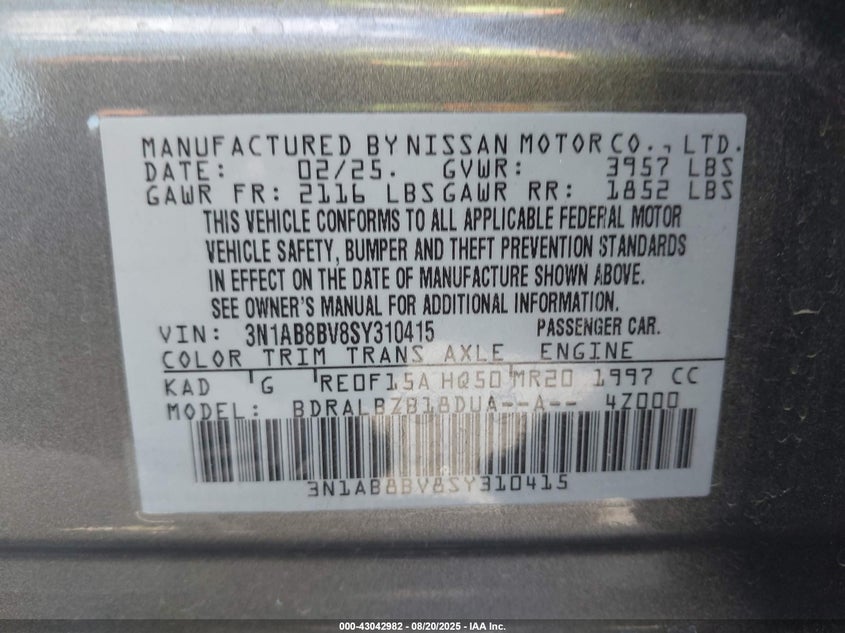 MANUFACTURED BY NISSAN MOTOR CO., LTD.
DATE: 02/25. GVWR: 3957 LBS
GAWR FR: 2116 LBS GAWR RR: 1852 LBS
THIS VEHICLE CONFORMS TO ALL APPLICABLE FEDERAL MOTOR
VEHICLE SAFETY, BUMPER AND THEFT PREVENTION STANDARDS
IN EFFECT ON THE DATE OF MANUFACTURE SHOWN ABOVE.
SEE OWNER'S MANUAL FOR ADDITIONAL INFORMATION.
VIN: 3N1AB8BV8SY310415 PASSENGER CAR.
COLOR TRIM TRANS AXLE ENGINE
KAD G RE0F15A HQ50 MR20 1997 CC
MODEL: BDRALBZB18DUA--A-- 4Z000
3N1AB8BV8SY310415
000-43042982 - 08/20/2025 - IAA Inc.